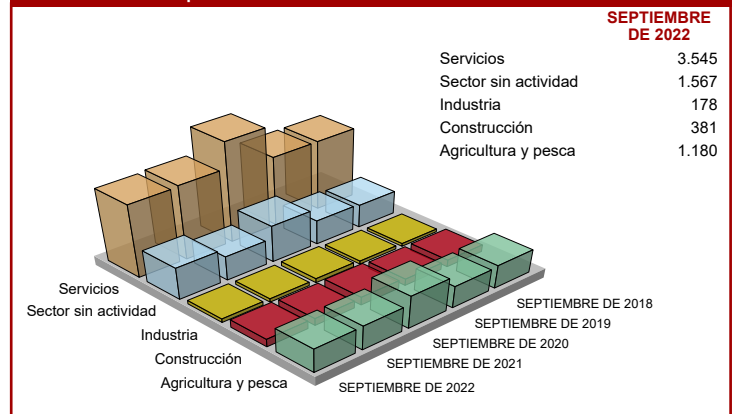 SEPTIEMBRE
DE 2022
Servicios 3.545
Sector sin actividad 1.567
Industria 178
Construcción 381
Agricultura y pesca 1.180
Servicios
Sector sin actividad
Industria
Construcción
Agricultura y pesca
SEPTIEMBRE DE 2018
SEPTIEMBRE DE 2019
SEPTIEMBRE DE 2020
SEPTIEMBRE DE 2021
SEPTIEMBRE DE 2022